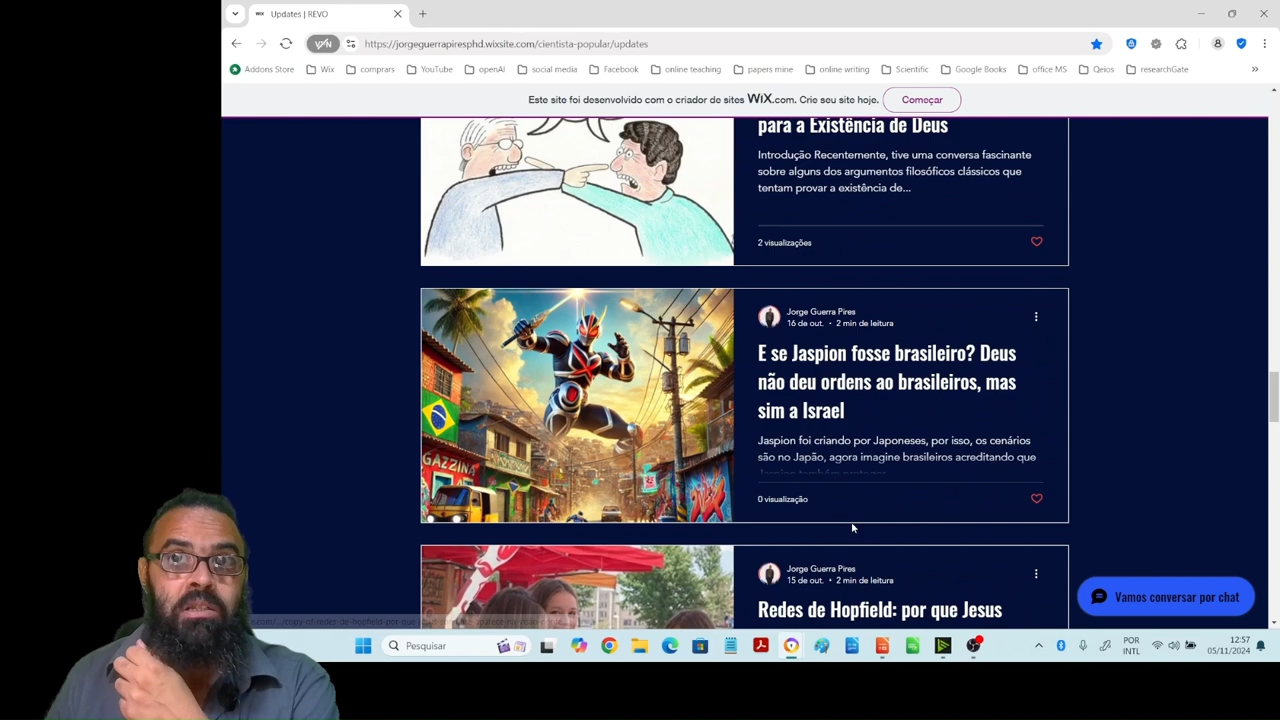 Updates | REVO
https://jorgeguerrapiresphd.wixsite.com/cientista-popular/updates
Addons Store
Wix
comprars
YouTube
openAI
social media
Facebook
online teaching
papers mine
online writing
Scientific
Google Books
office MS
Qeios
researchGate
Este site foi desenvolvido com o criador de sites WiX.com. Crie seu site hoje.
Começar
para a Existência de Deus
Introdução Recentemente, tive uma conversa fascinante
sobre alguns dos argumentos filosóficos clássicos que
tentam provar a existência de...
2 visualizações
Jorge Guerra Pires
16 de out. • 2 min de leitura
E se Jaspion fosse brasileiro? Deus
não deu ordens ao brasileiros, mas
sim a Israel
Jaspion foi criando por Japoneses, por isso, os cenários
são no Japão, agora imagine brasileiros acreditando que
GAZZINA
0 visualização
Jorge Guerra Pires
15 de out. • 2 min de leitura
Redes de Hopfield: por que Jesus
Vamos conversar por chat
Pesquisar
POR
INTL
12:57
05/11/2024